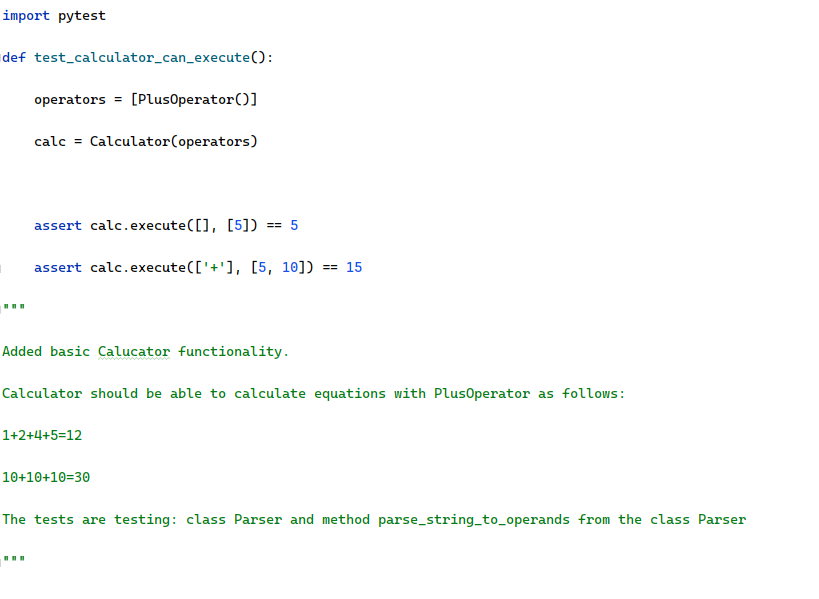 import pytest
def test_calculator_can_execute():
    operators = [PlusOperator()]
    calc = Calculator(operators)
    assert calc.execute([], [5]) == 5
    assert calc.execute(['+'], [5, 10]) == 15
"""
Added basic Calucator functionality.
Calculator should be able to calculate equations with PlusOperator as follows:
1+2+4+5=12
10+10+10=30
The tests are testing: class Parser and method parse_string_to_operands from the class Parser
"""